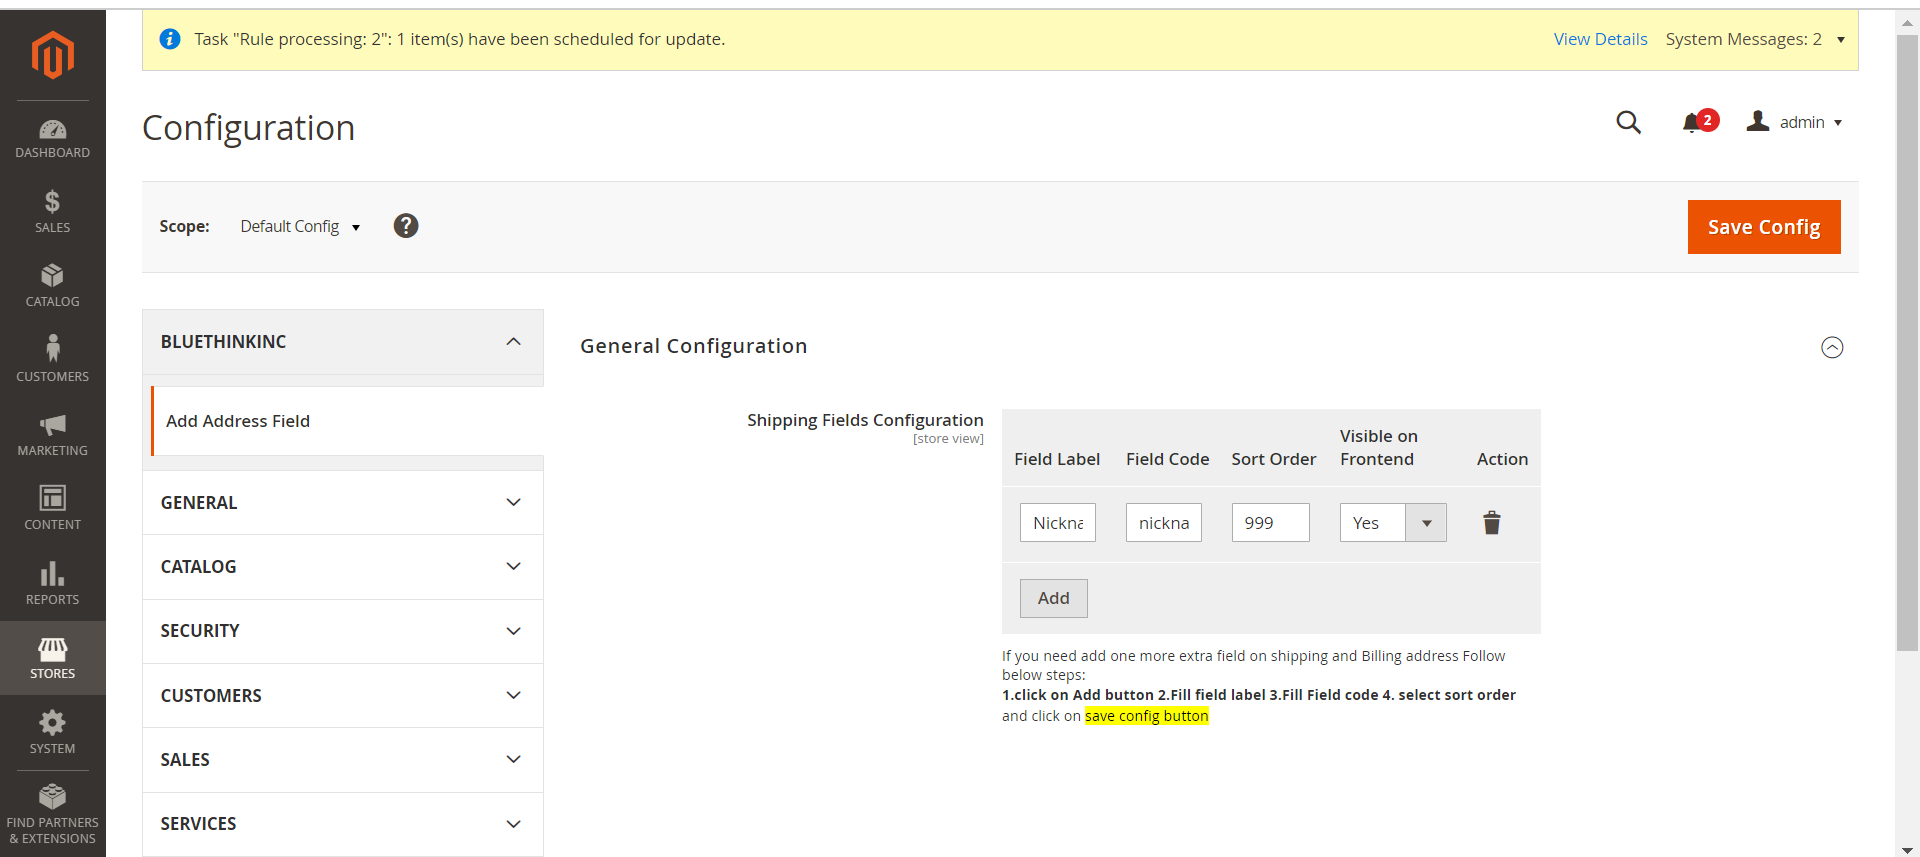 Task "Rule processing: 2": 1 item(s) have been scheduled for update.
View Details
System Messages: 2
DASHBOARD
SALES
CATALOG
CUSTOMERS
MARKETING
CONTENT
REPORTS
STORES
SYSTEM
FIND PARTNERS
& EXTENSIONS
Configuration
2
admin
Scope:
Default Config
?
Save Config
BLUETHINKINC
Add Address Field
GENERAL
CATALOG
SECURITY
CUSTOMERS
SALES
SERVICES
General Configuration
Shipping Fields Configuration
[store view]
Field Label
Field Code
Sort Order
Visible on
Frontend
Action
Nickna
nickna
999
Yes
Add
If you need add one more extra field on shipping and Billing address Follow
below steps:
1.click on Add button 2.Fill field label 3.Fill Field code 4. select sort order
and click on save config button